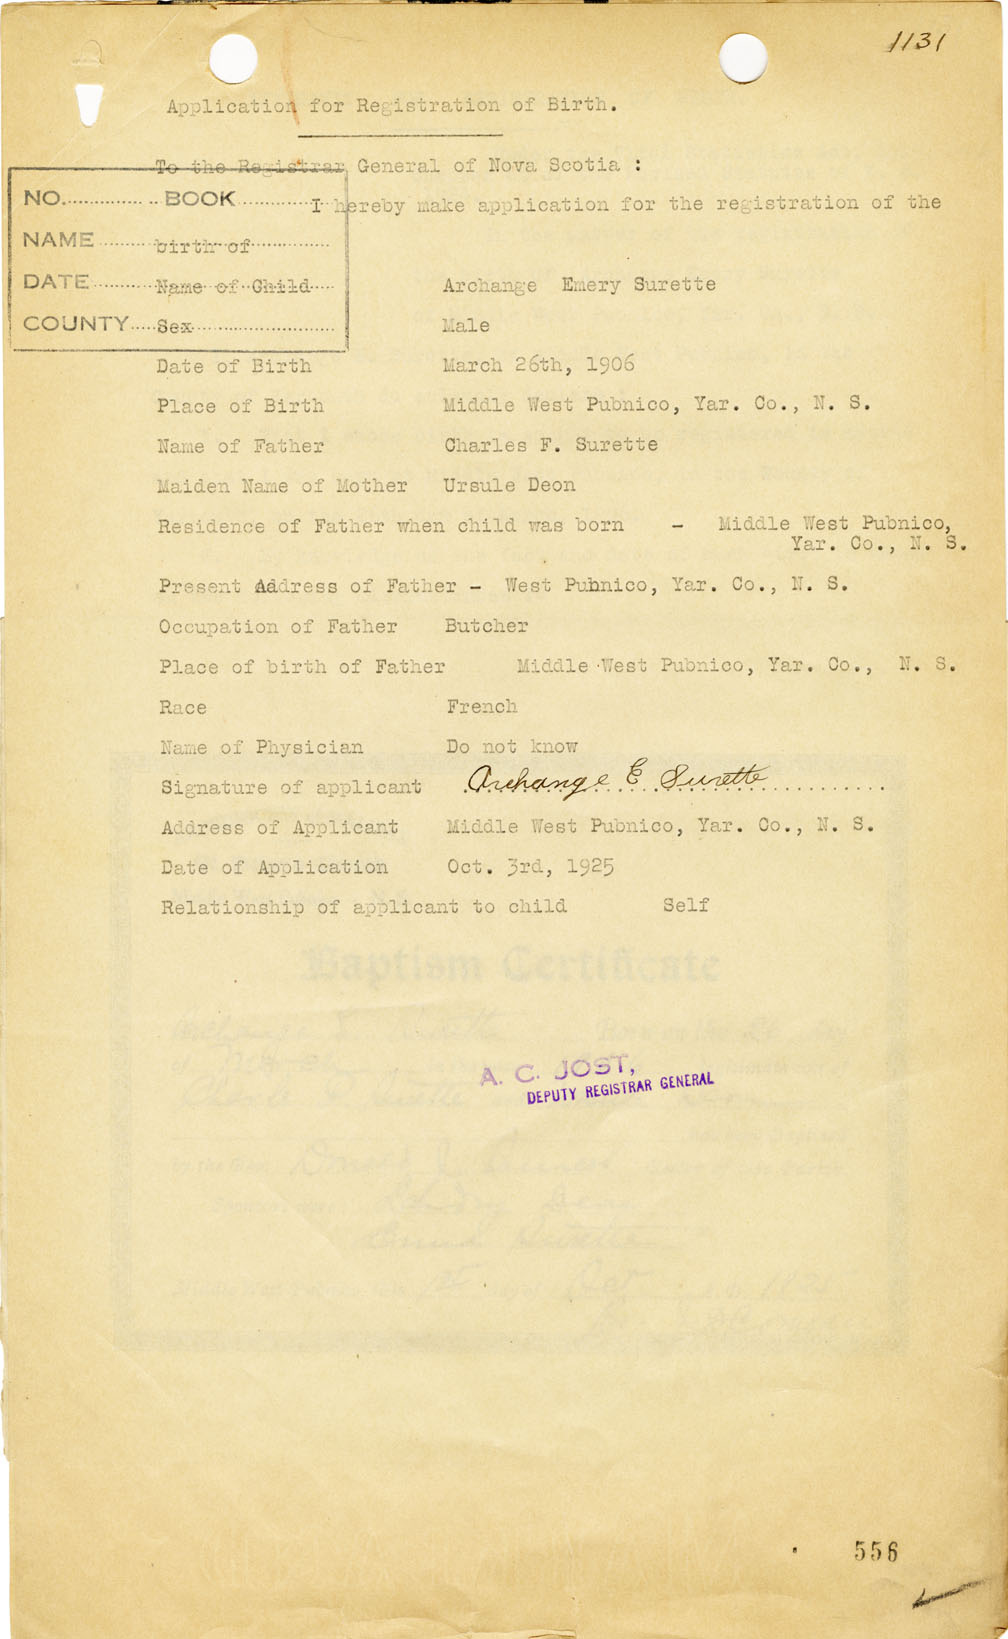 1131
Application for Registration of Birth.
To the Registrar General of Nova Scotia :
NO. BOOK
I hereby make application for the registration of the
NAME
birth of
DATE
Name of Child Archange Emery Surette
COUNTY
Sex Male
Date of Birth March 26th, 1906
Place of Birth Middle West Pubnico, Yar. Co., N. S.
Name of Father Charles F. Surette
Maiden Name of Mother Ursule Deon
Residence of Father when child was born - Middle West Pubnico,
Yar. Co., N. S.
Present Address of Father - West Pubnico, Yar. Co., N. S.
Occupation of Father Butcher
Place of birth of Father Middle West Pubnico, Yar. Co., N. S.
Race French
Name of Physician Do not know
Signature of applicant Archange E Surette
Address of Applicant Middle West Pubnico, Yar. Co., N. S.
Date of Application Oct. 3rd, 1925
Relationship of applicant to child Self
Baptism Certificate
A. C. JOST,
DEPUTY REGISTRAR GENERAL
556